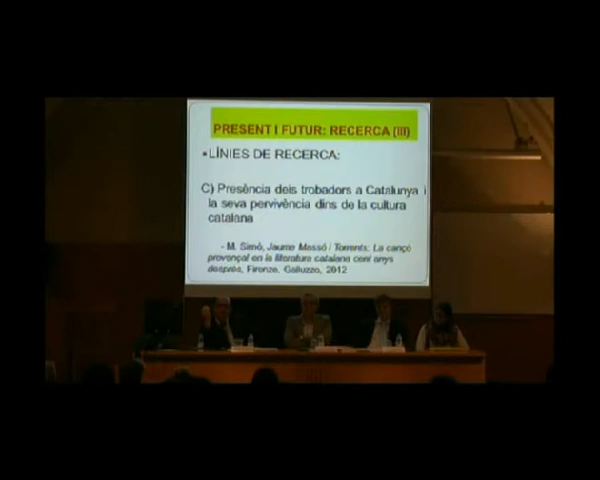 PRESENT I FUTUR: RECERCA (III)
▪LÍNIES DE RECERCA:
C) Presència dels trobadors a Catalunya i
la seva pervivència dins de la cultura
catalana
- M. Simó, Jaume Massó i Torrents: La cançó
provençal en la literatura catalana cent anys
després, Firenze, Galluzzo, 2012